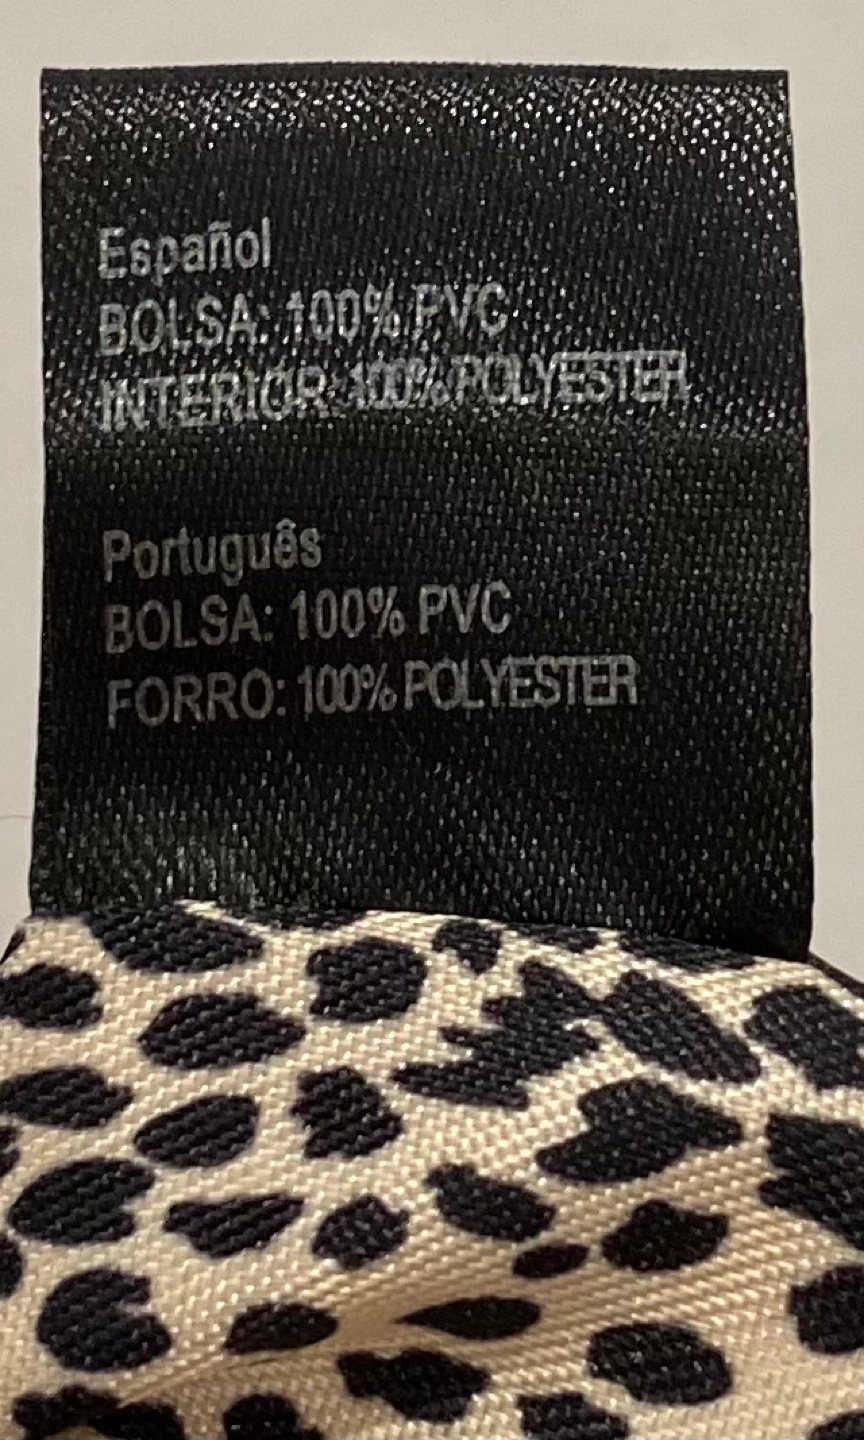 Español
BOLSA: 100% PVC
INTERIOR: 100% POLYESTER
Português
BOLSA: 100% PVC
FORRO: 100% POLYESTER